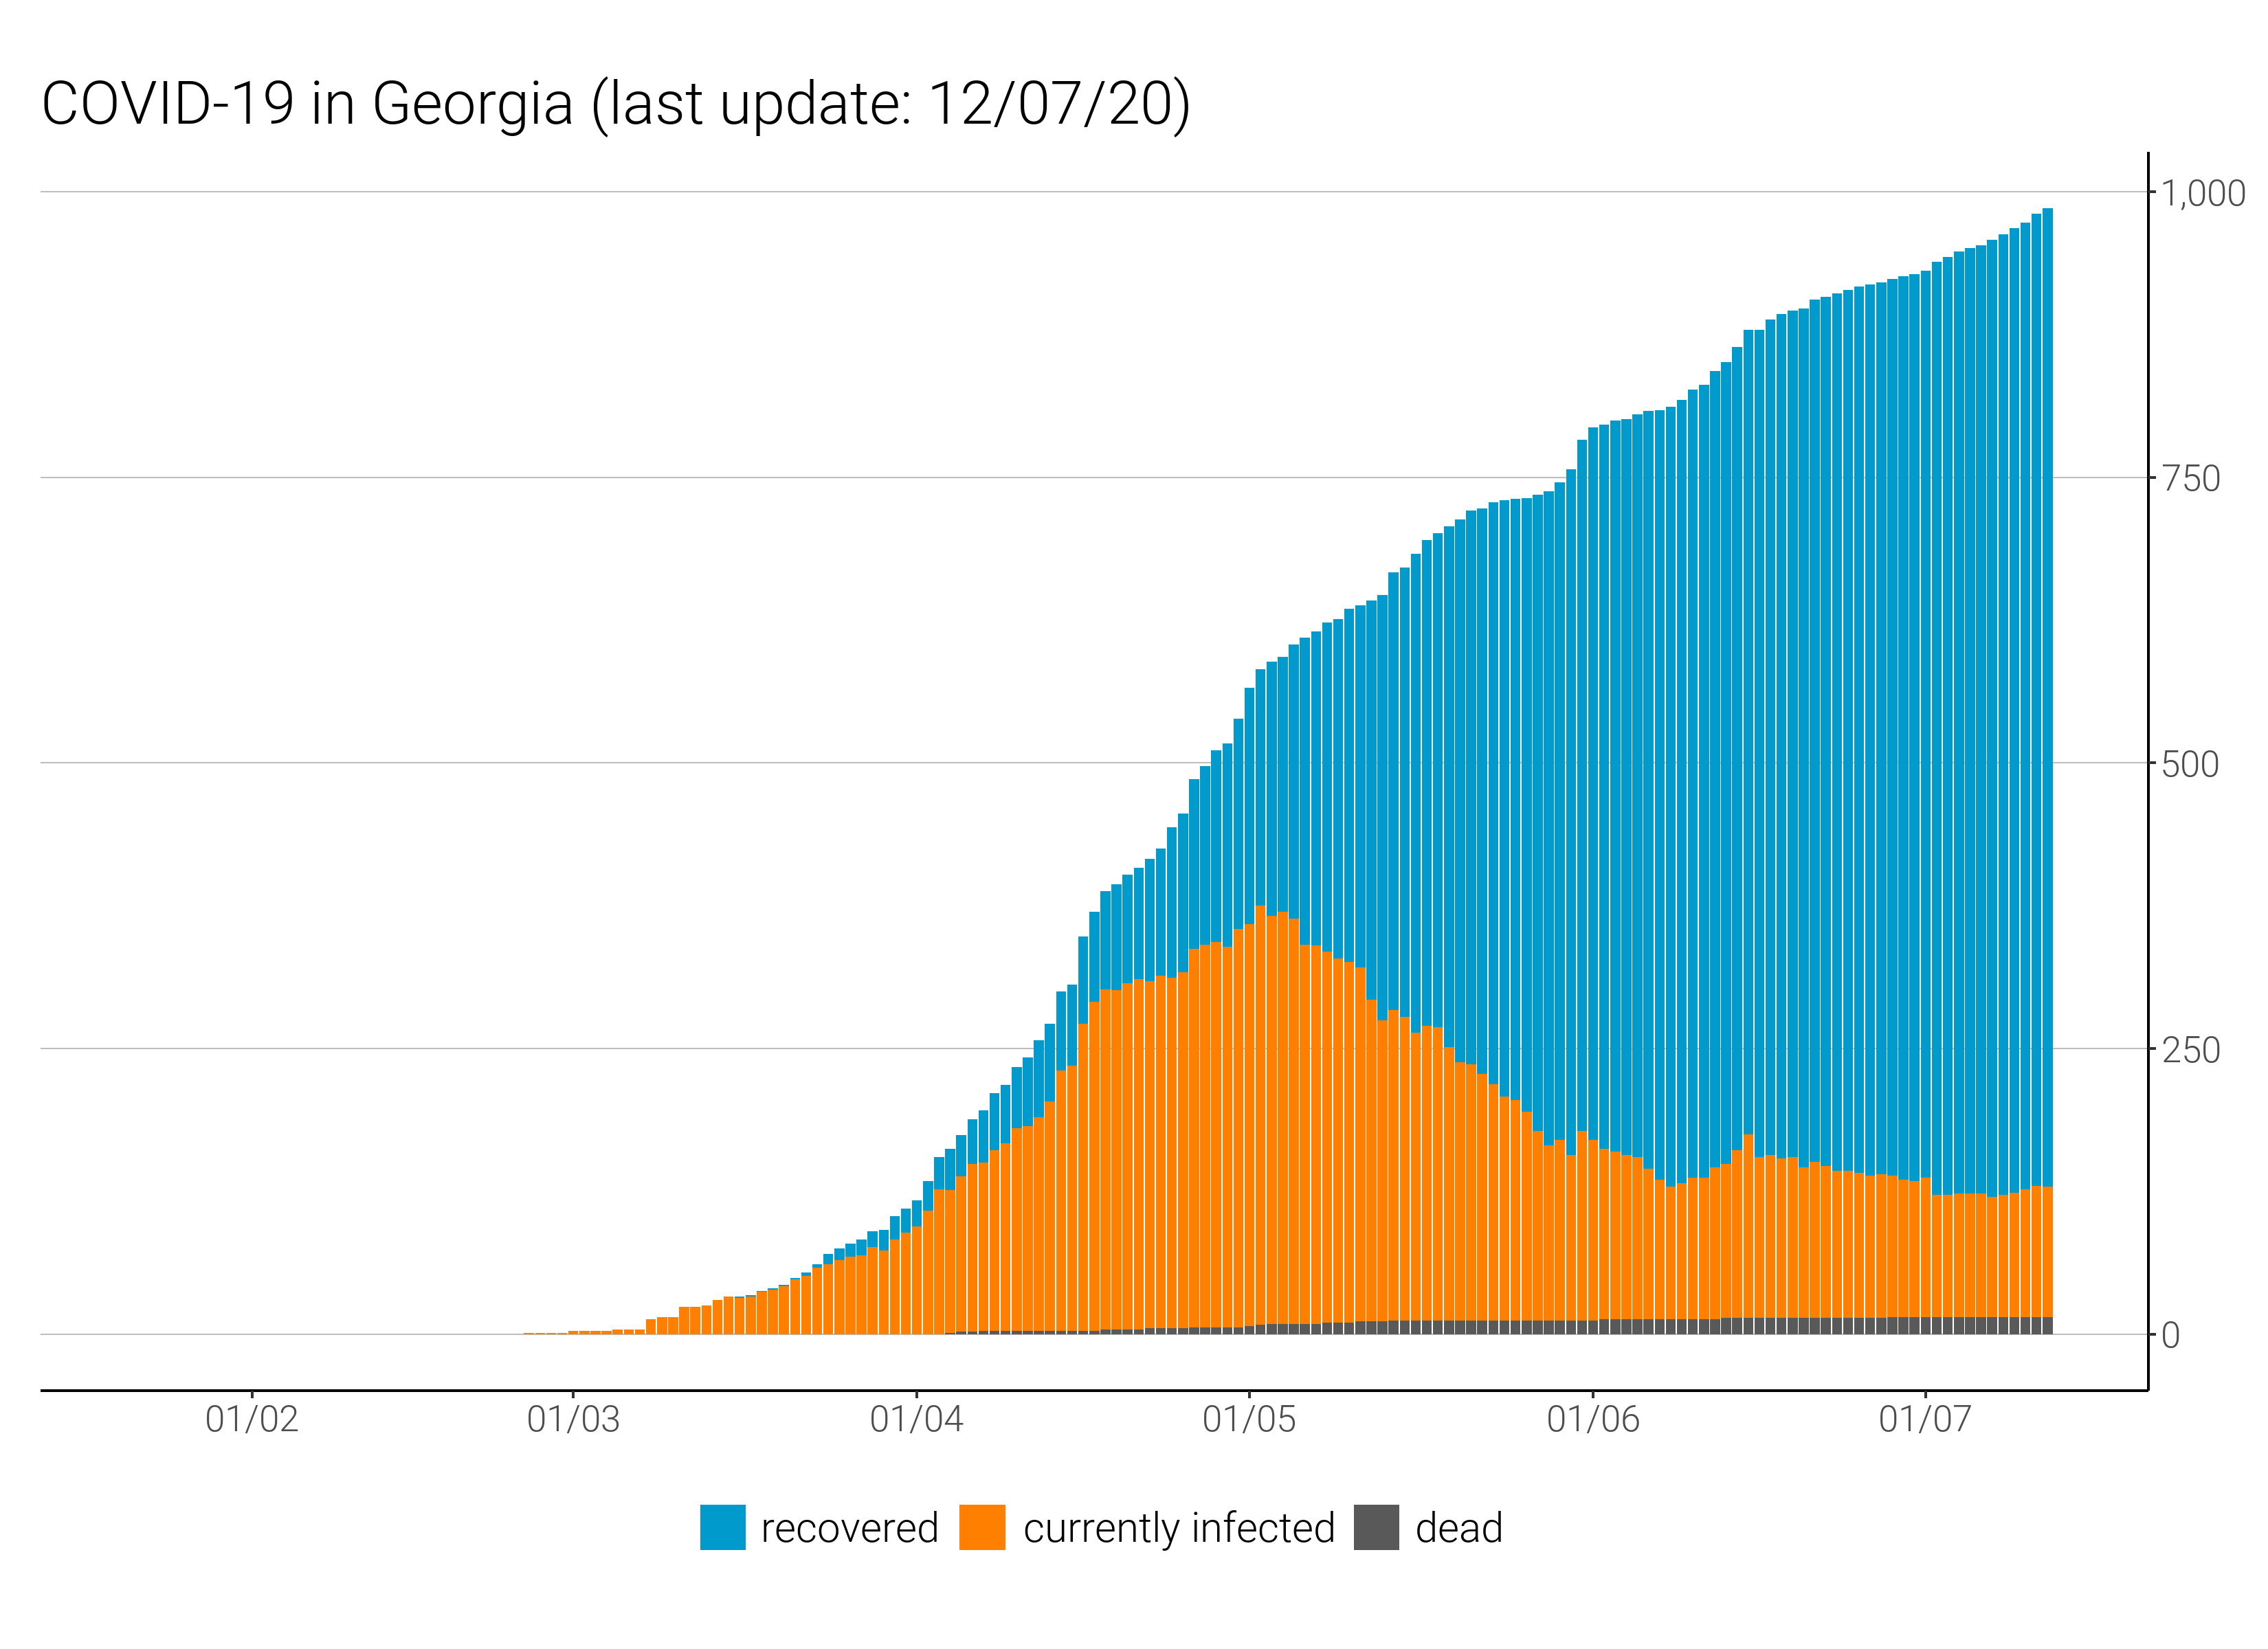 COVID-19 in Georgia (last update: 12/07/20)
1,000
750
500
250
0
01/02 01/03 01/04 01/05 01/06 01/07
recovered currently infected dead